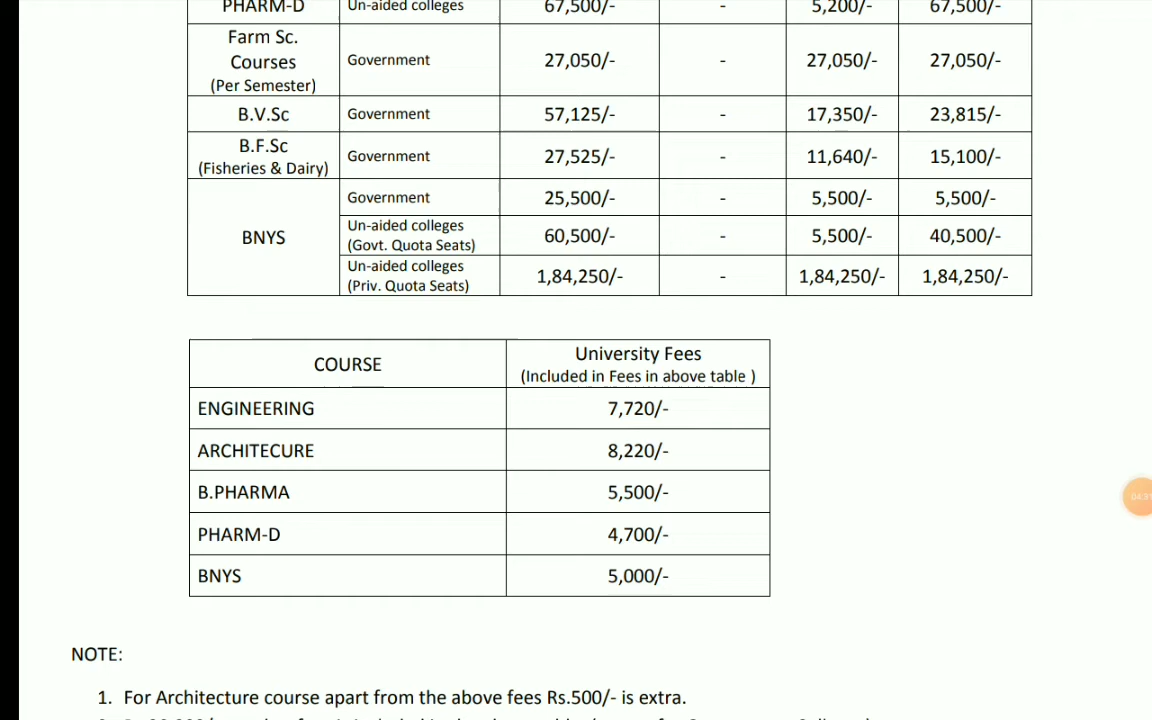 PHARM-D Un-aided colleges 67,500/- - 5,200/- 67,500/-
Farm Sc.
Courses
(Per Semester) Government 27,050/- - 27,050/- 27,050/-
B.V.Sc Government 57,125/- - 17,350/- 23,815/-
B.F.Sc
(Fisheries & Dairy) Government 27,525/- - 11,640/- 15,100/-
BNYS
Government 25,500/- - 5,500/- 5,500/-
Un-aided colleges
(Govt. Quota Seats) 60,500/- - 5,500/- 40,500/-
Un-aided colleges
(Priv. Quota Seats) 1,84,250/- - 1,84,250/- 1,84,250/-
COURSE University Fees
(Included in Fees in above table )
ENGINEERING 7,720/-
ARCHITECURE 8,220/-
B.PHARMA 5,500/-
PHARM-D 4,700/-
BNYS 5,000/-
NOTE:
1. For Architecture course apart from the above fees Rs.500/- is extra.